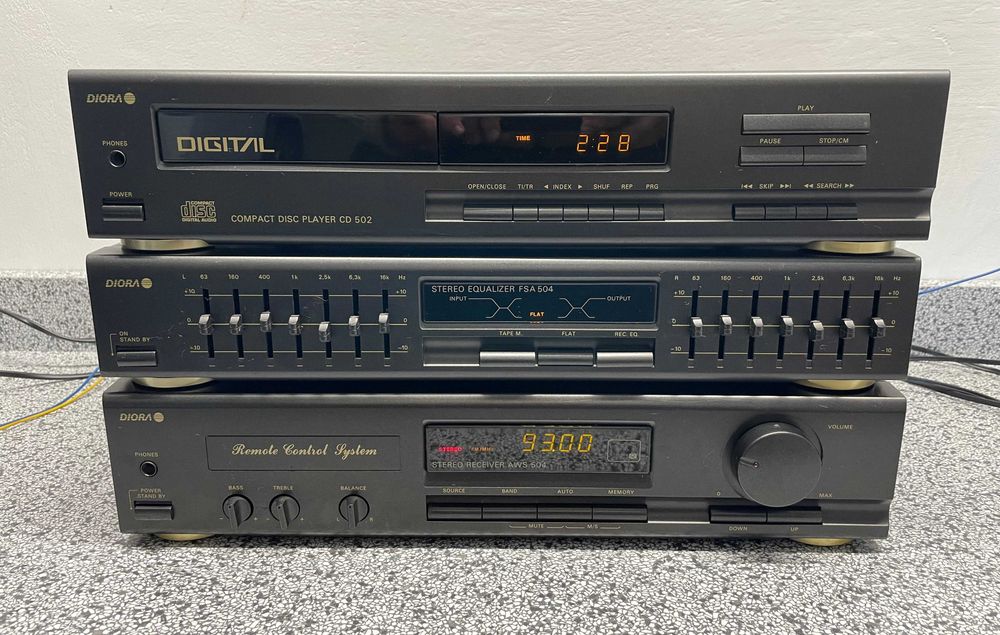 DIORA
DIGITAL
TIME 2:28
PLAY
PAUSE STOP/CM
PHONES
POWER
OPEN/CLOSE TI/TR ◄ INDEX ► SHUF REP PRG
I◄◄ SKIP ►►I ◄◄ SEARCH ►►
COMPACT disc DIGITAL AUDIO
COMPACT DISC PLAYER CD 502
DIORA
L 63 160 400 1k 2,5k 6,3k 16k Hz
+10 +10
0 0
-10 -10
STEREO EQUALIZER FSA 504
INPUT OUTPUT
FLAT
TAPE M. FLAT REC. EQ.
R 63 160 400 1k 2,5k 6,3k 16k Hz
+10 +10
0 0
-10 -10
ON
STAND BY
DIORA
Remote Control System
STEREO 93.00
STEREO RECEIVER AWS 504
VOLUME
0 MAX
PHONES
POWER
STAND BY
BASS TREBLE BALANCE
- + - + L R
SOURCE BAND AUTO MEMORY
MUTE M/S
DOWN UP